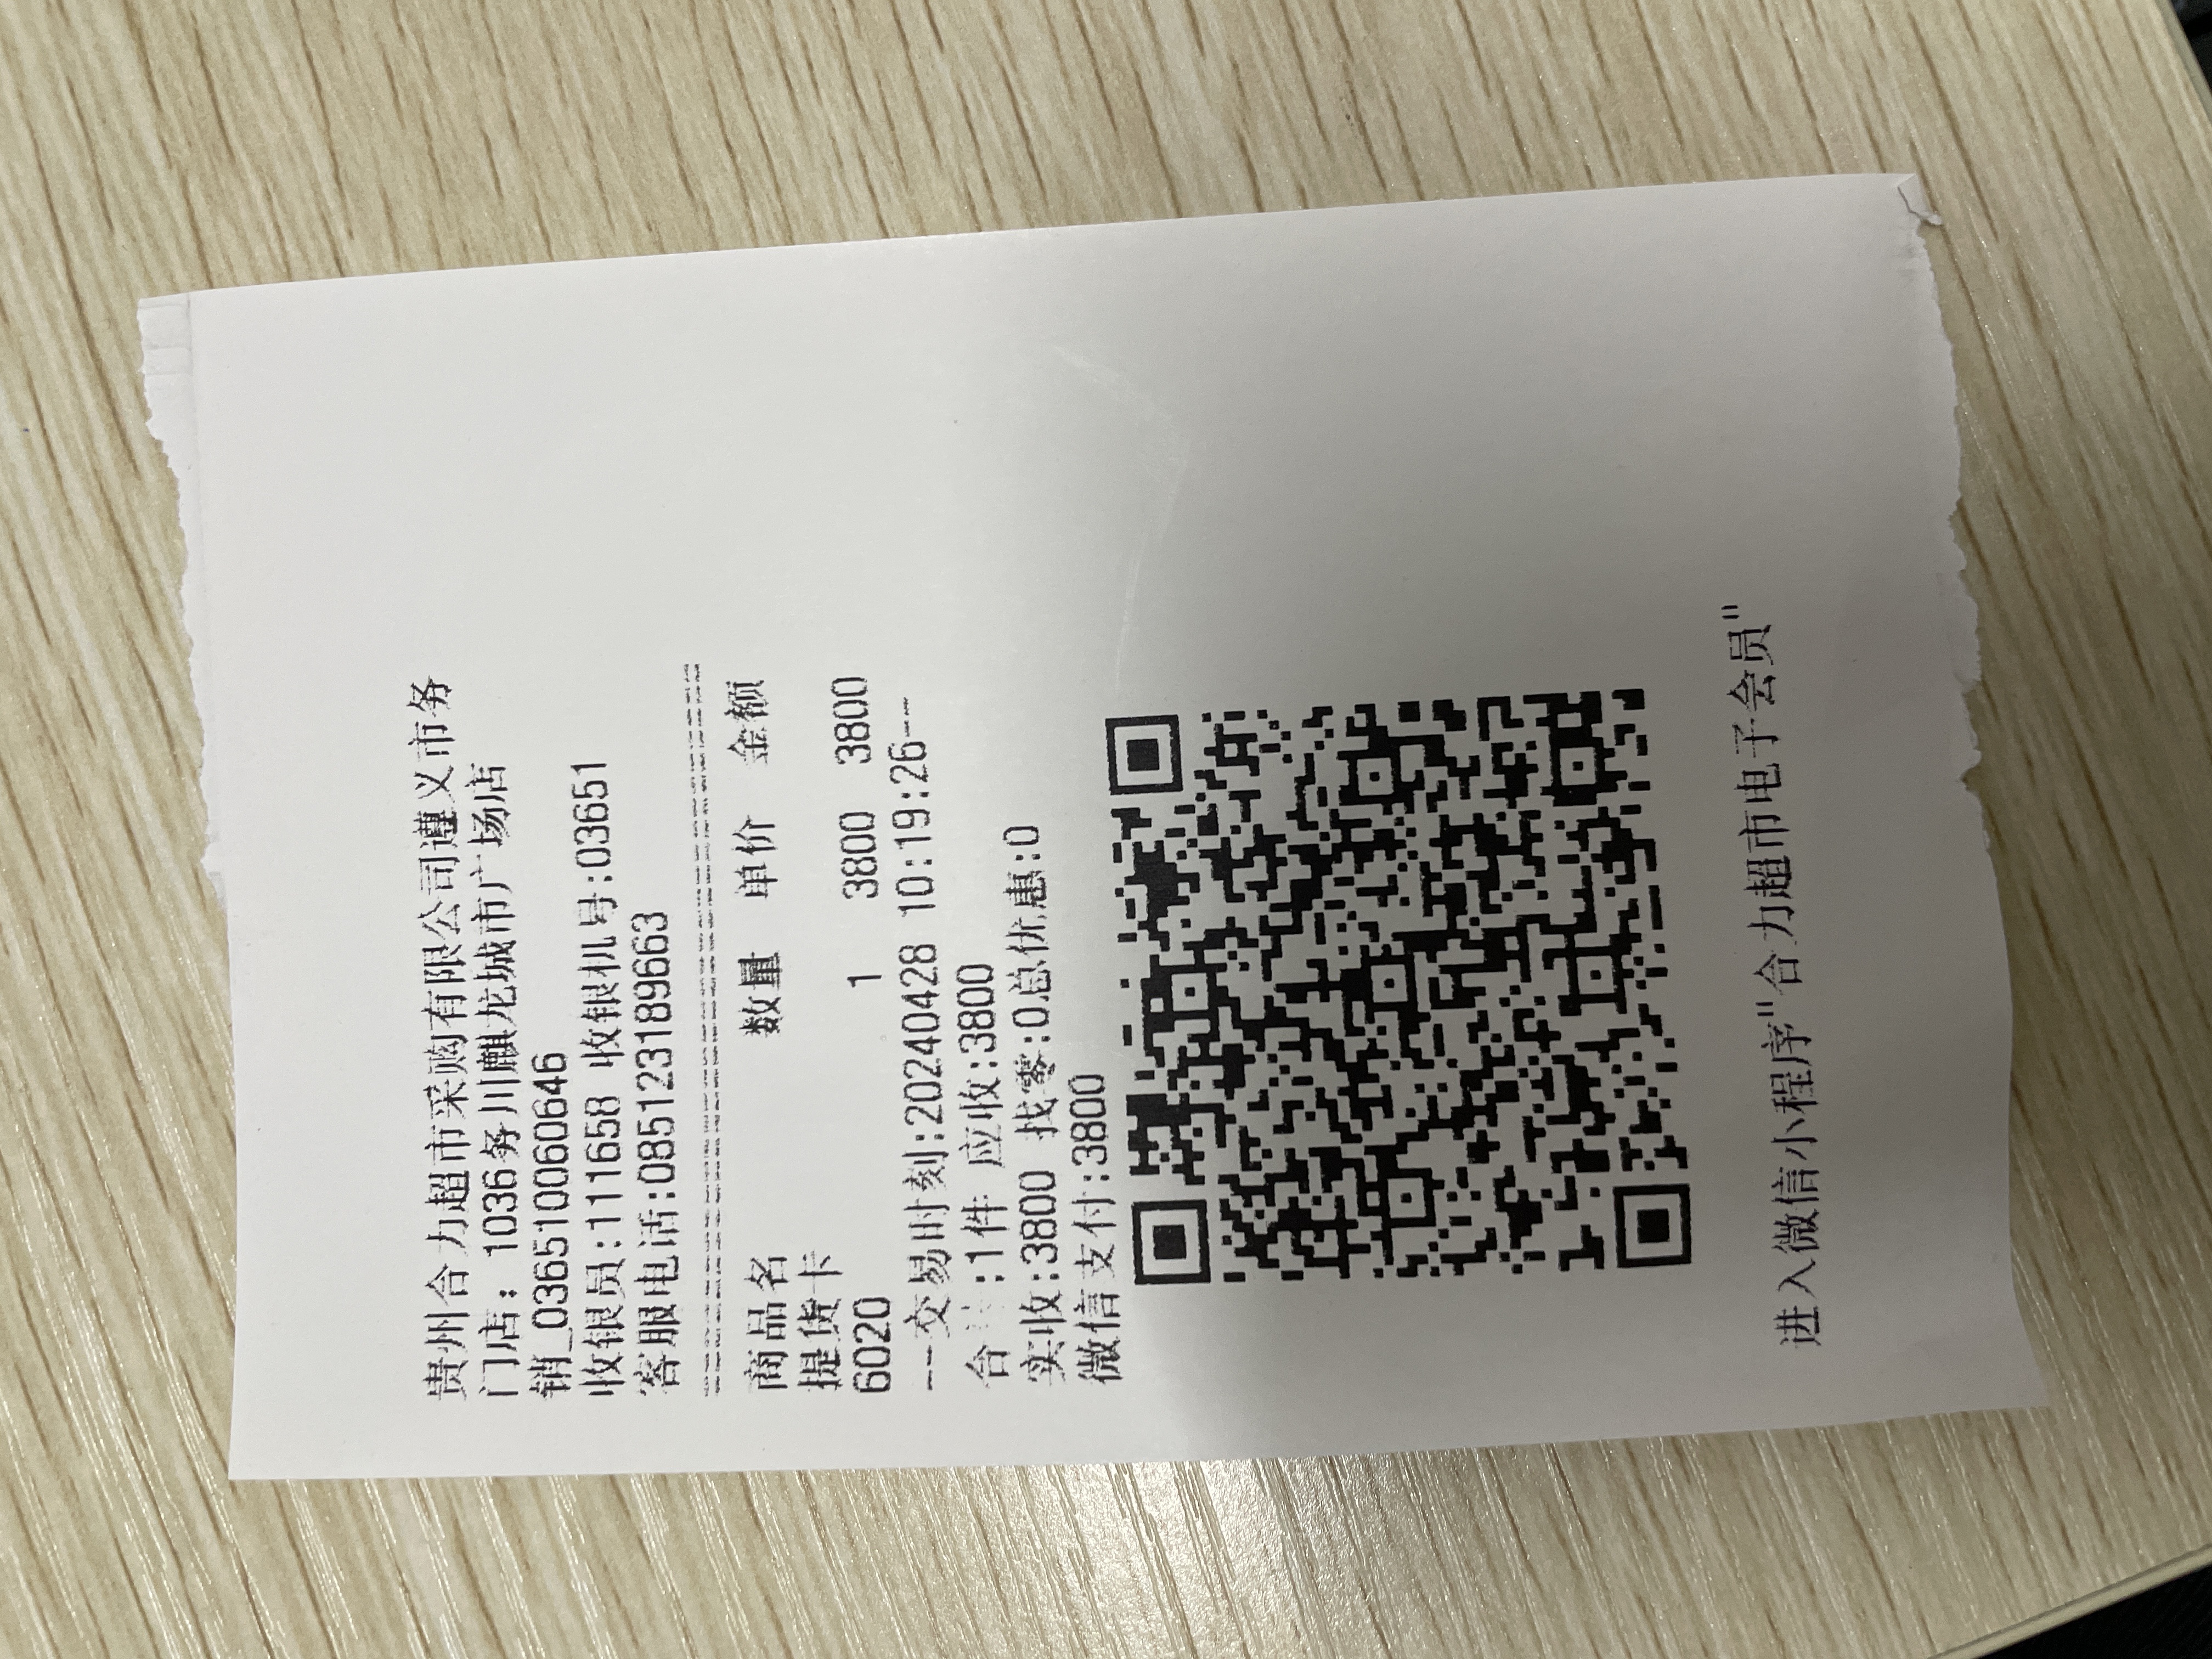 贵州合力超市采购有限公司遵义市务
门店: 1036务川麒龙城市广场店
销_036510060646
收银员:111658 收银机号:03651
客服电话:085123189663
商品名 数量 单价 金额
提货卡
6020 1 3800 3800
--交易时刻:20240428 10:19:26--
合 :1件 应收:3800
实收:3800 找零:0总优惠:0
微信支付:3800
进入微信小程序"合力超市电子会员"